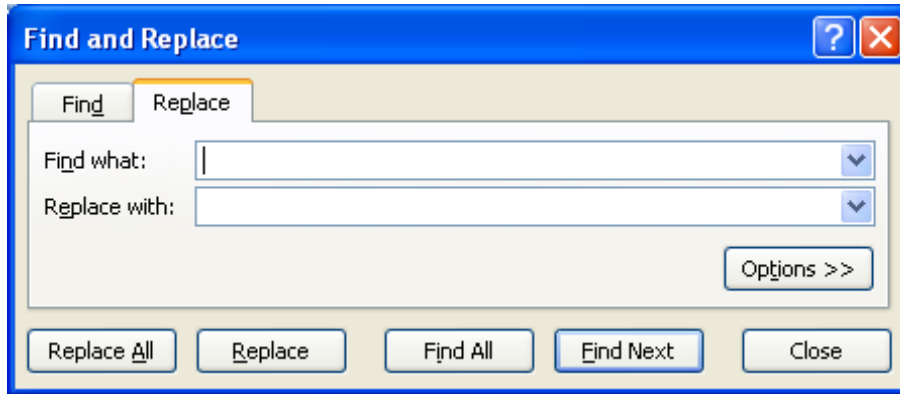 Find and Replace
Find Replace
Find what:
Replace with:
Options >>
Replace All Replace Find All Find Next Close